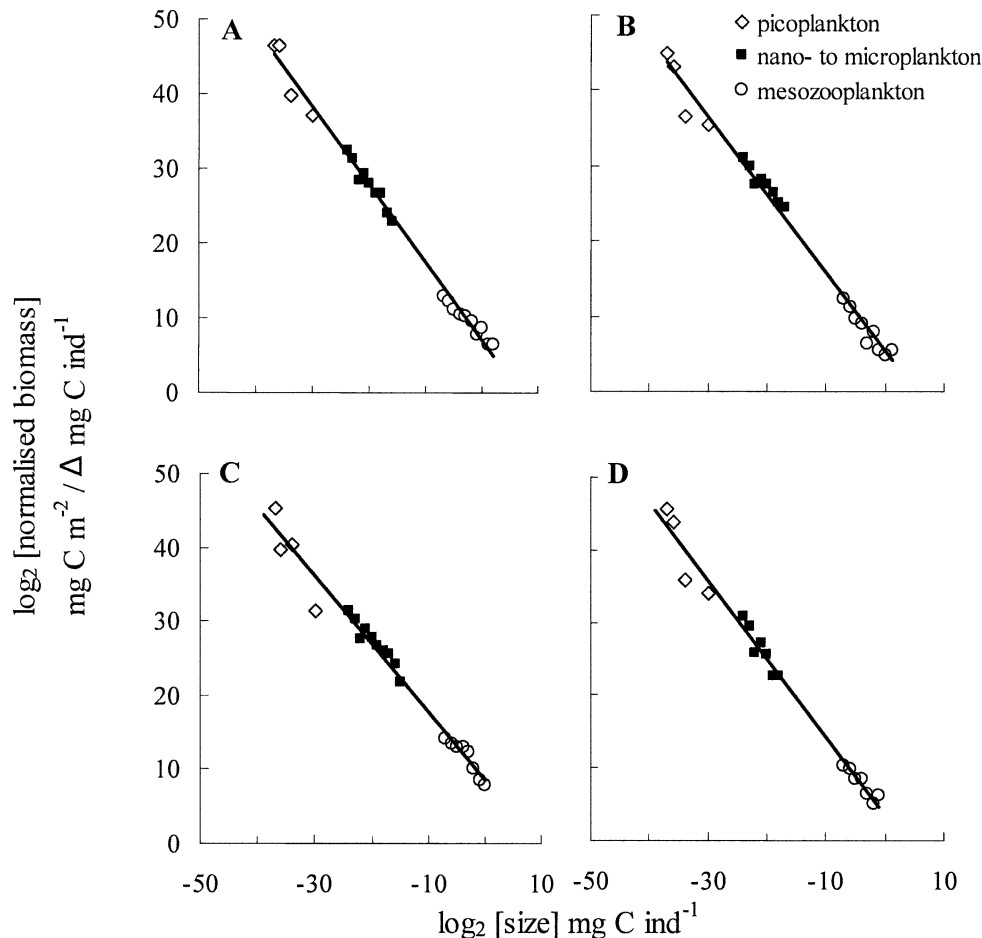 A
50
40
30
20
10
0
B
picoplankton
nano- to microplankton
mesozooplankton
log₂ [normalised biomass]
mg C m⁻² / Δ mg C ind⁻¹
C
50
40
30
20
10
0
D
-50 -30 -10 10
-50 -30 -10 10
log₂ [size] mg C ind⁻¹